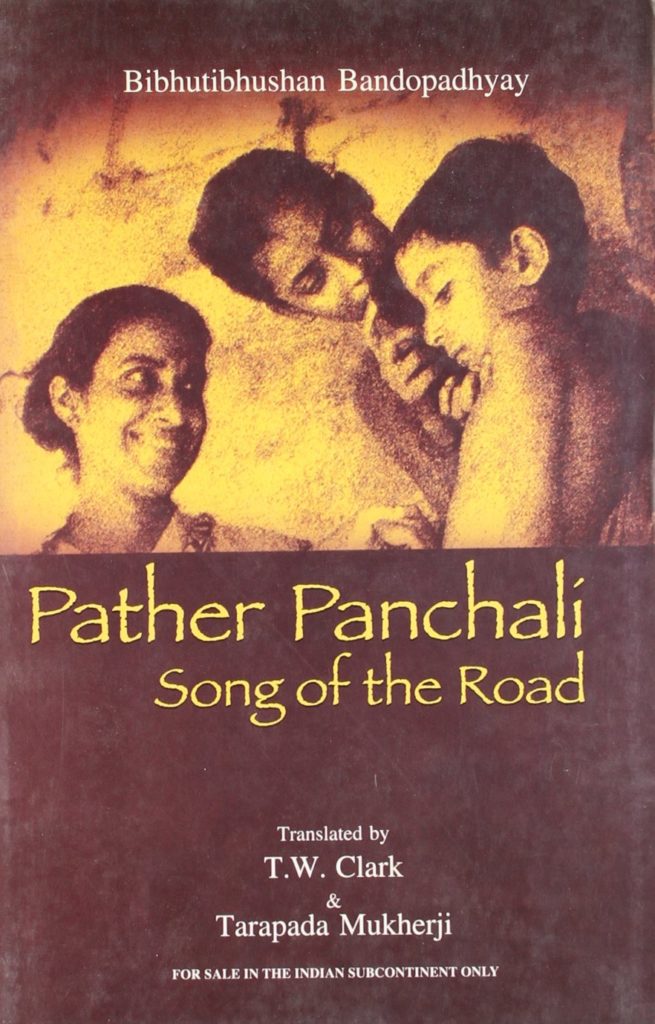 Bibhutibhushan Bandopadhyay
Pather Panchali
Song of the Road
Translated by
T.W. Clark
&
Tarapada Mukherji
FOR SALE IN THE INDIAN SUBCONTINENT ONLY